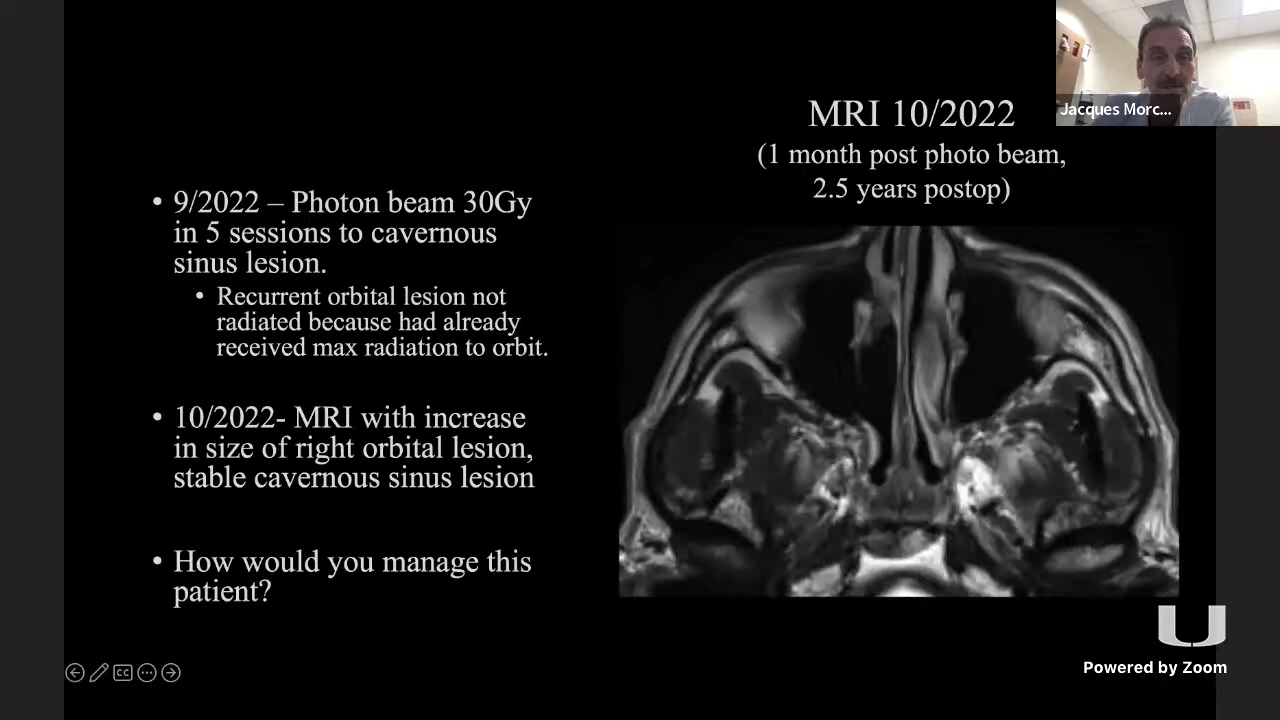 Jacques Morc...
MRI 10/2022
(1 month post photo beam,
2.5 years postop)
• 9/2022 – Photon beam 30Gy
in 5 sessions to cavernous
sinus lesion.
• Recurrent orbital lesion not
radiated because had already
received max radiation to orbit.
• 10/2022- MRI with increase
in size of right orbital lesion,
stable cavernous sinus lesion
• How would you manage this
patient?
CC
U
Powered by Zoom